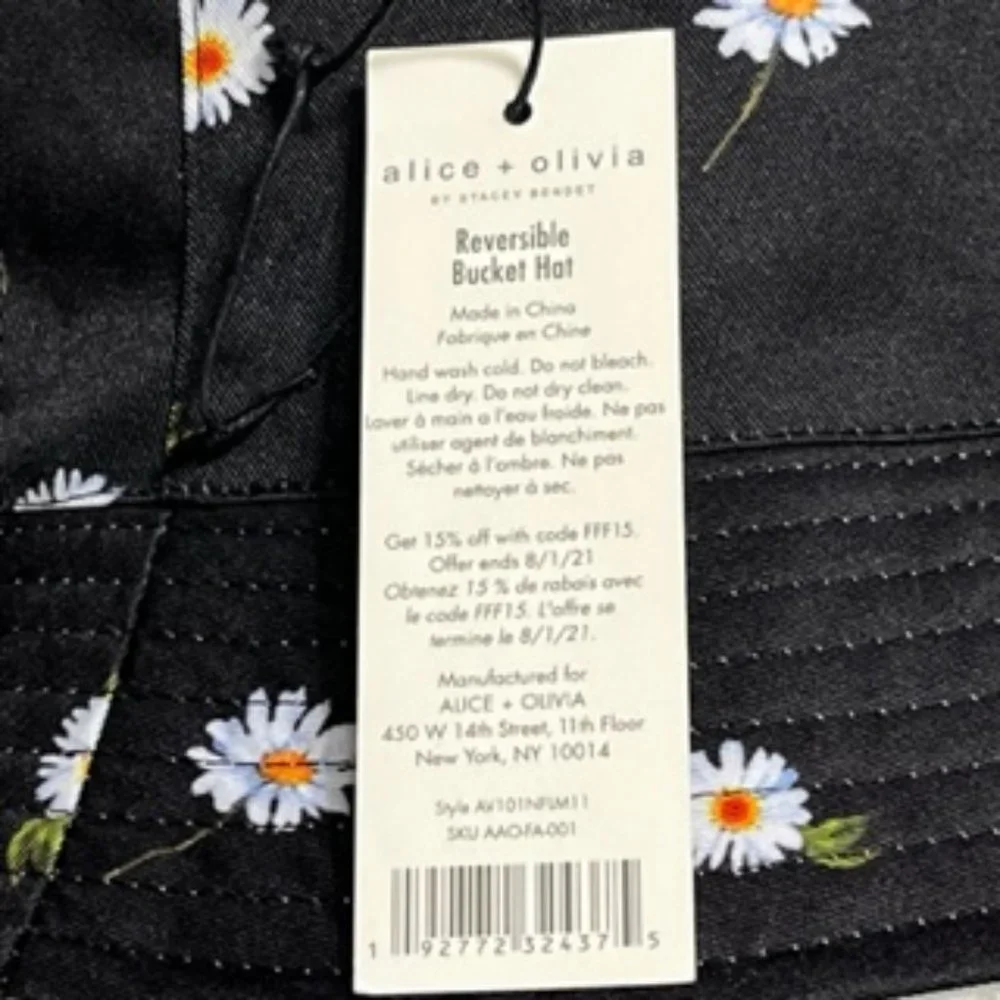 alice + olivia
BY STACEY BENDET
Reversible
Bucket Hat
Made in China
Fabrique en Chine
Hand wash cold. Do not bleach.
Line dry. Do not dry clean.
Laver à main a l'eau froide. Ne pas
utiliser agent de blanchiment.
Sécher à l'ombre. Ne pas
nettoyer à sec.
Get 15% off with code FFF15.
Offer ends 8/1/21
Obtenez 15 % de rabais avec
le code FFF15. L'offre se
termine le 8/1/21.
Manufactured for
ALICE + OLIVIA
450 W 14th Street, 11th Floor
New York, NY 10014
Style
SKU AAO-FA-001
1 92772 32437 5